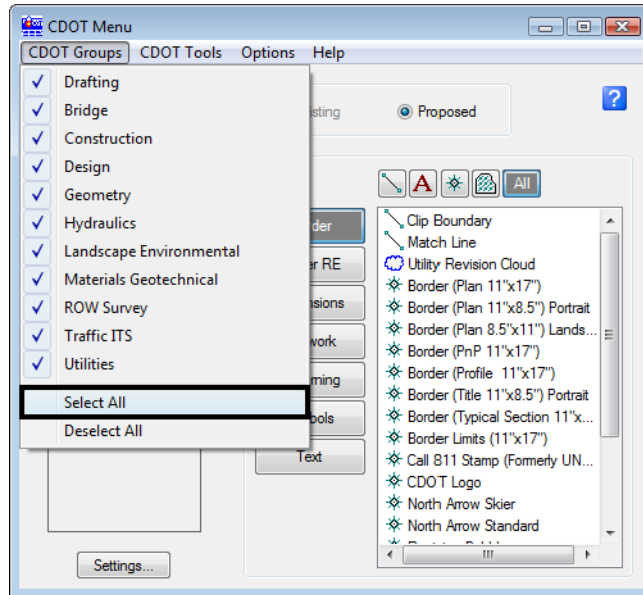 CDOT Menu
CDOT Groups CDOT Tools Options Help
Drafting
Bridge
Construction
Design
Geometry
Hydraulics
Landscape Environmental
Materials Geotechnical
ROW Survey
Traffic ITS
Utilities
Select All
Deselect All
isting Proposed
?
A All
der
er RE
nsions
work
ming
bols
Text
Clip Boundary
Match Line
Utility Revision Cloud
Border (Plan 11"x17")
Border (Plan 11"x8.5") Portrait
Border (Plan 8.5"x11") Lands...
Border (PnP 11"x17")
Border (Profile 11"x17")
Border (Title 11"x8.5") Portrait
Border (Typical Section 11"x...
Border Limits (11"x17")
Call 811 Stamp (Formerly UN...
CDOT Logo
North Arrow Skier
North Arrow Standard
Settings...